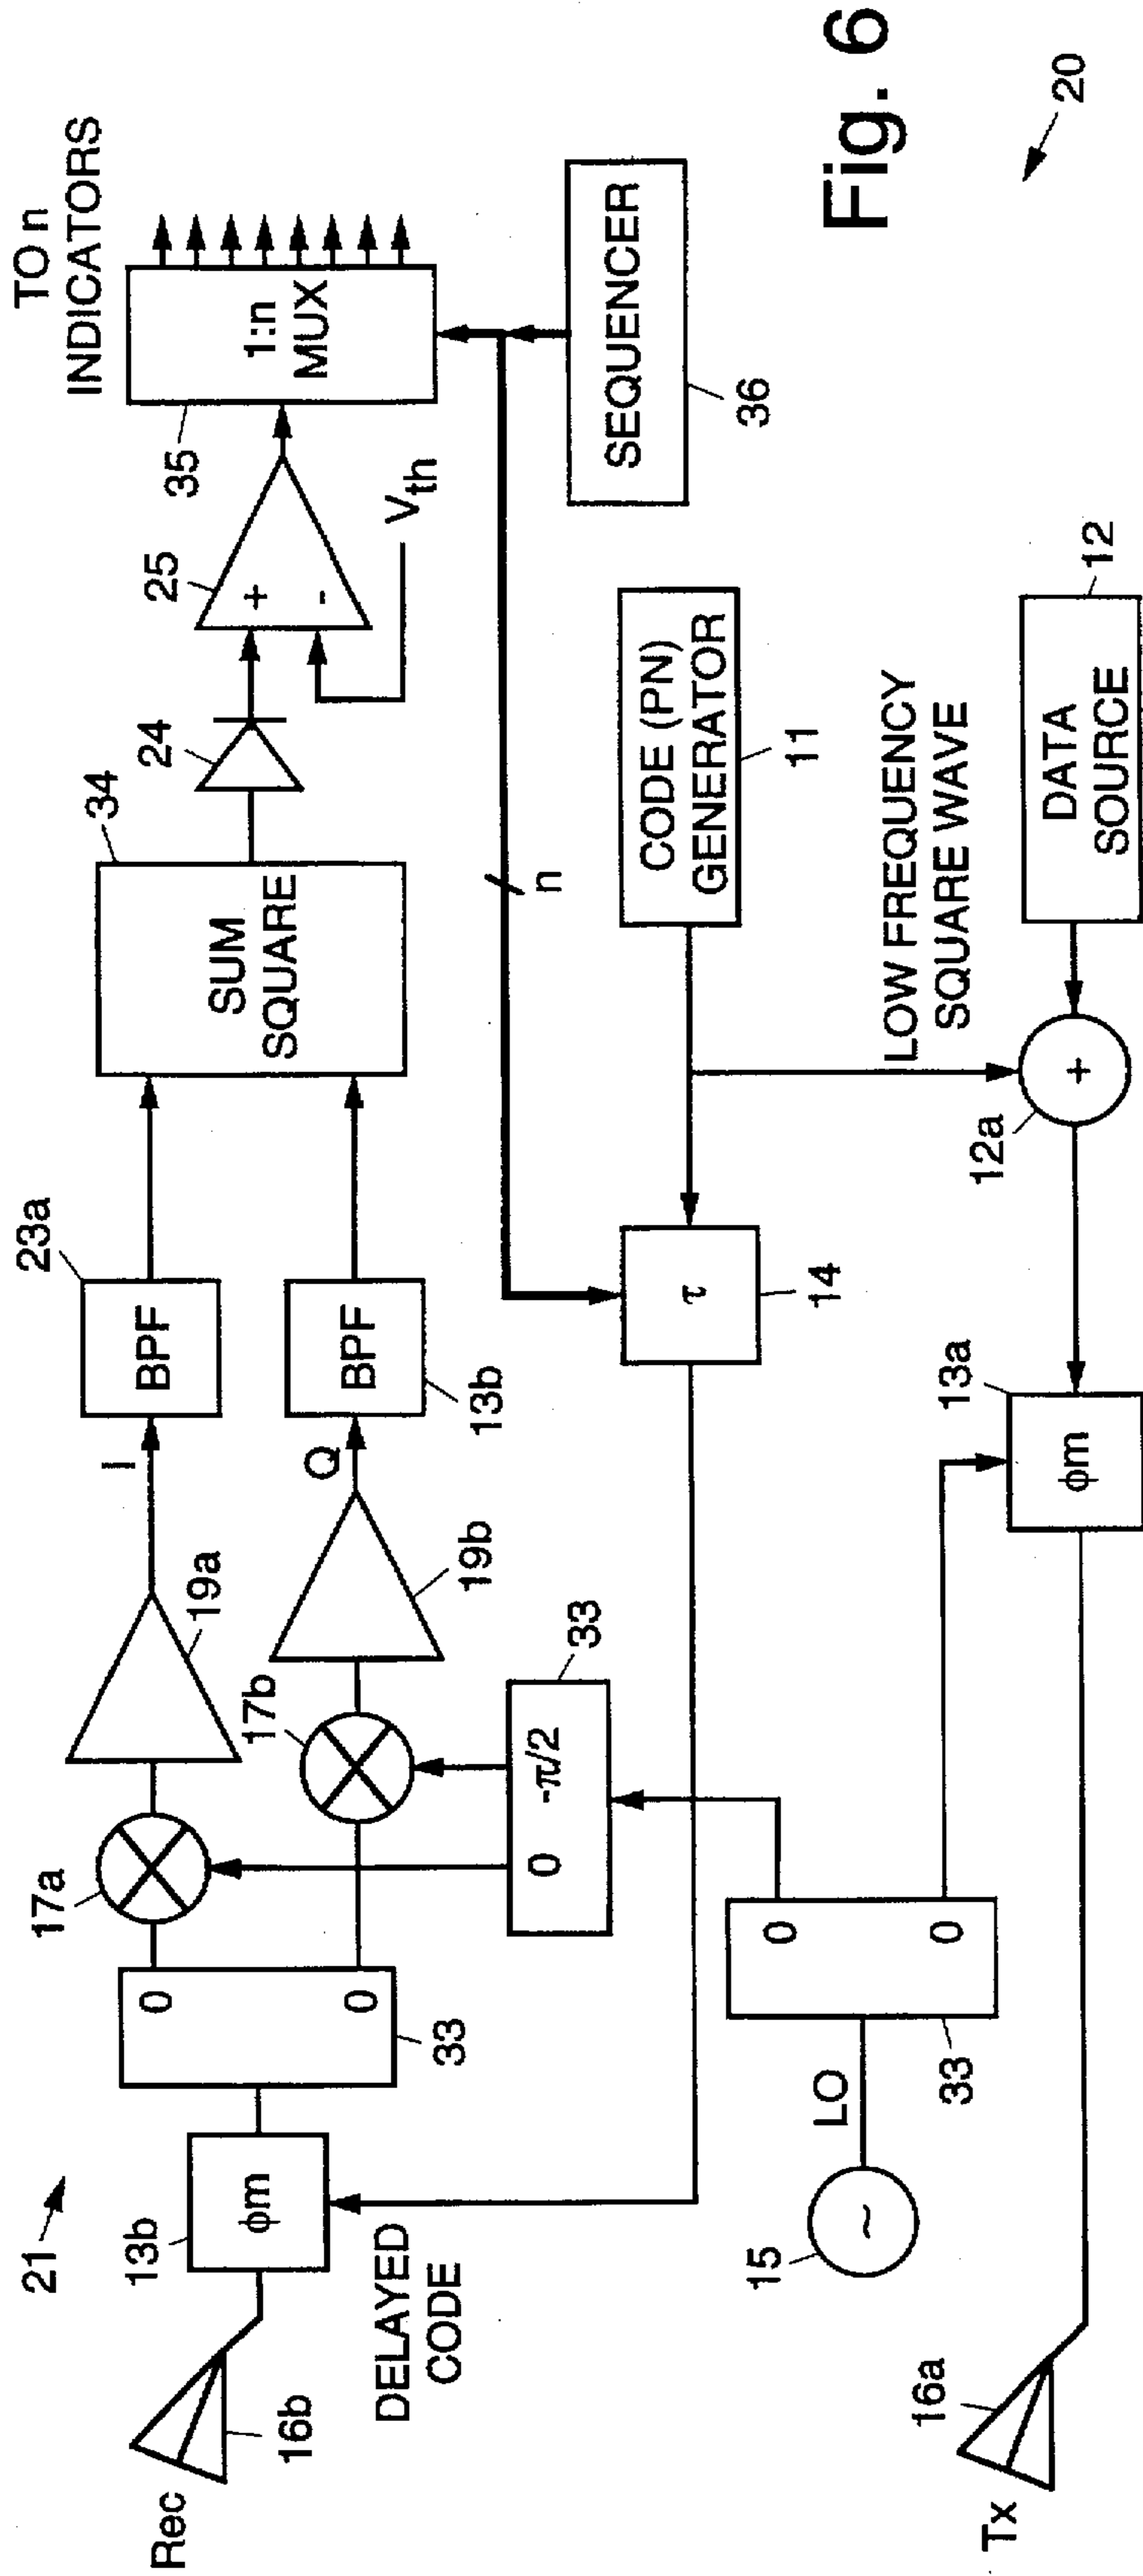 Fig. 6
20
21
Rec
16b
13b
ϕm
DELAYED
CODE
0
0
33
17a
17b
19a
19b
I
Q
23a
BPF
BPF
13b
34
SUM
SQUARE
24
25
+
-
Vth
35
1:n
MUX
TO n
INDICATORS
SEQUENCER
36
n
0
-π/2
33
τ
14
CODE (PN)
GENERATOR
11
LOW FREQUENCY
SQUARE WAVE
15
~
LO
0
0
33
Tx
16a
13a
ϕm
12a
+
DATA
SOURCE
12